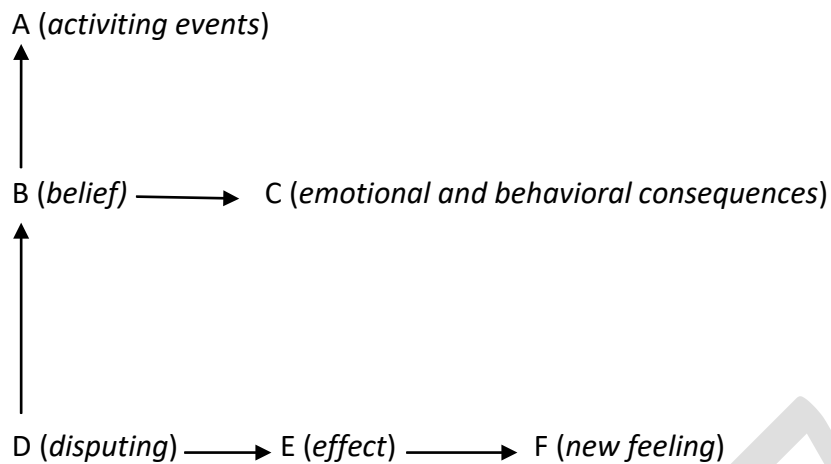 A (activiting events)
B (belief) C (emotional and behavioral consequences)
D (disputing) E (effect) F (new feeling)